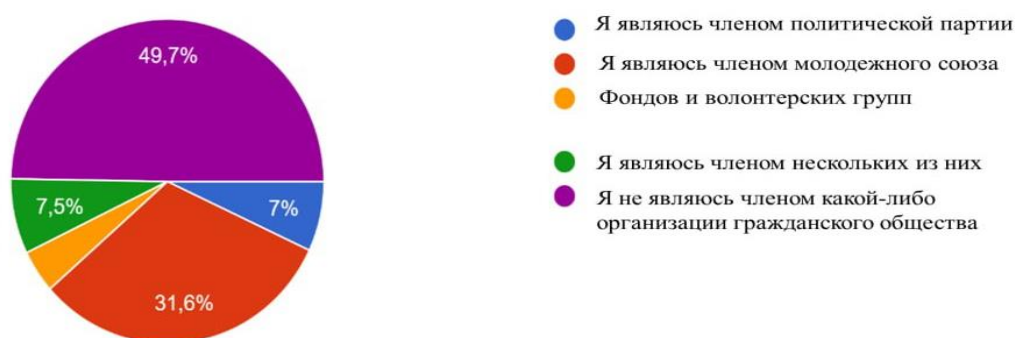 49,7%
7,5%
7%
31,6%
Я являюсь членом политической партии
Я являюсь членом молодежного союза
Фондов и волонтерских групп
Я являюсь членом нескольких из них
Я не являюсь членом какой-либо
организации гражданского общества